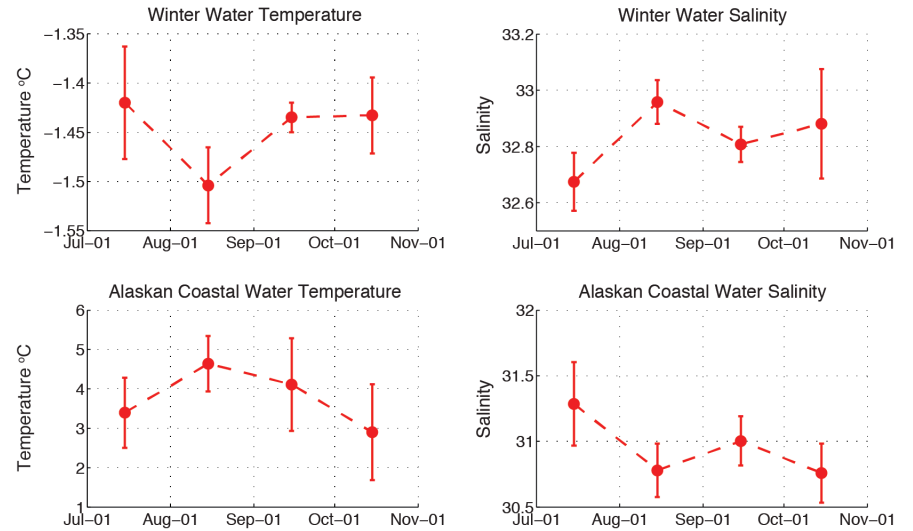 Winter Water Temperature
−1.35
−1.4
−1.45
−1.5
−1.55
Temperature ºC
Jul−01 Aug−01 Sep−01 Oct−01 Nov−01
Winter Water Salinity
33.2
33
32.8
32.6
Salinity
Jul−01 Aug−01 Sep−01 Oct−01 Nov−01
Alaskan Coastal Water Temperature
6
5
4
3
2
1
Temperature ºC
Jul−01 Aug−01 Sep−01 Oct−01 Nov−01
Alaskan Coastal Water Salinity
32
31.5
31
30.5
Salinity
Jul−01 Aug−01 Sep−01 Oct−01 Nov−01